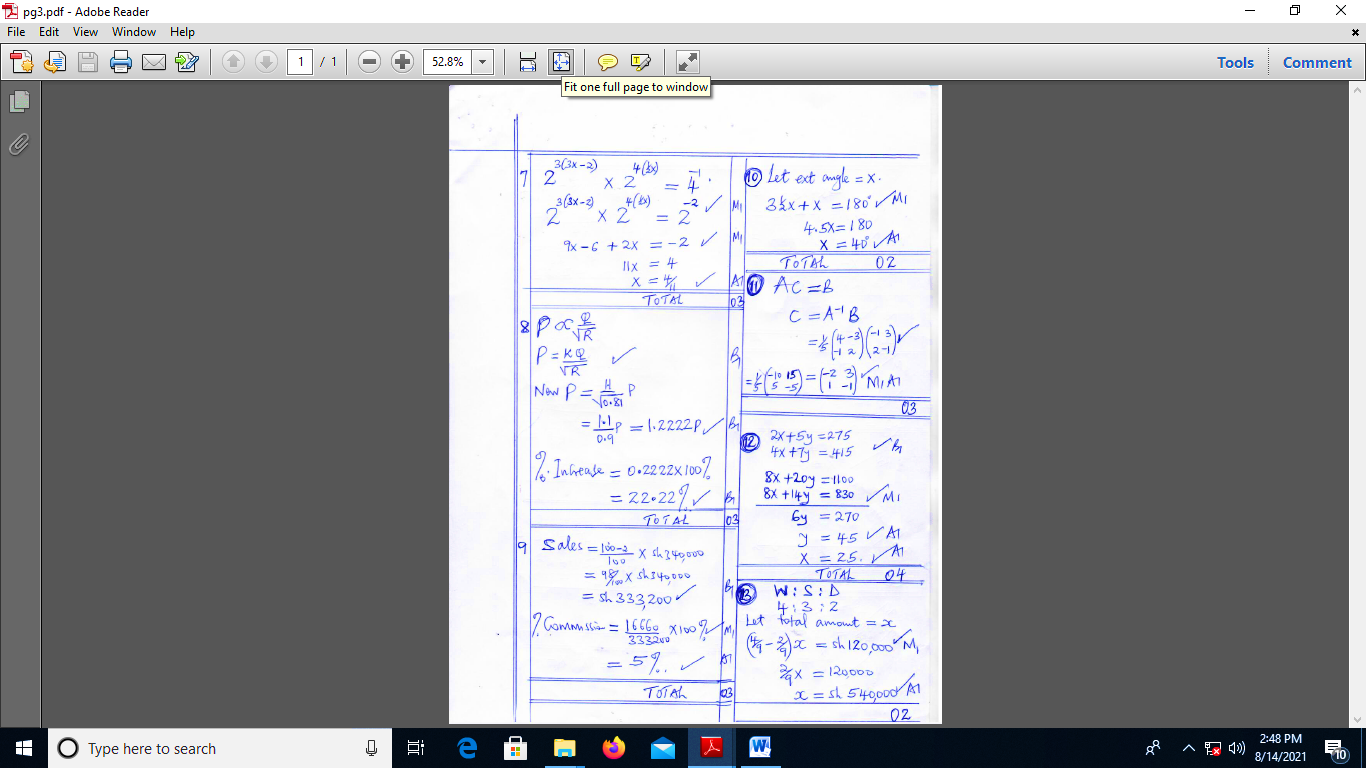 pg3.pdf - Adobe Reader
File Edit View Window Help
1 / 1 52.8% Tools Comment
Fit one full page to window
7 2^3(3x-2) × 2^4(½x) = 4^-1
2^3(3x-2) × 2^4(½x) = 2^-2 ✓ M1
9x-6 + 2x = -2 ✓ M1
11x = 4
x = 4/11 ✓ A1
TOTAL 03
8 P ∝ Q/√R
P = KQ/√R ✓ B1
New P = 1.1/√0.81 P
= 1.1/0.9 P = 1.2222P ✓ B1
% Increase = 0.2222×100%
= 22.22% ✓ B1
TOTAL 03
9 Sales = 100-2/100 × sh 340,000
= 98/100 × sh 340,000
= sh 333,200 ✓ B1
% Commission = 16660/333200 ×100% ✓ M1
= 5%. ✓ A1
TOTAL 03
10 Let ext angle = x.
3½x + x = 180° ✓ M1
4.5x = 180
x = 40° ✓ A1
TOTAL 02
11 AC = B
C = A^-1 B
= 1/5 (4 -3 -1 2) (-1 3 2 -1) ✓
= 1/5 (-10 15 5 -5) = (-2 3 1 -1) ✓ M1 A1
03
12 2x+5y = 275
4x+7y = 415 ✓ B1
8x+20y = 1100
8x+14y = 830 ✓ M1
6y = 270
y = 45 ✓ A1
x = 25. ✓ A1
TOTAL 04
13 W : S : D
4 : 3 : 2
Let total amount = x
(4/9 - 2/9)x = sh 120,000 ✓ M1
2/9x = 120000
x = sh 540,000 ✓ A1
02
Type here to search
2:48 PM
8/14/2021
10